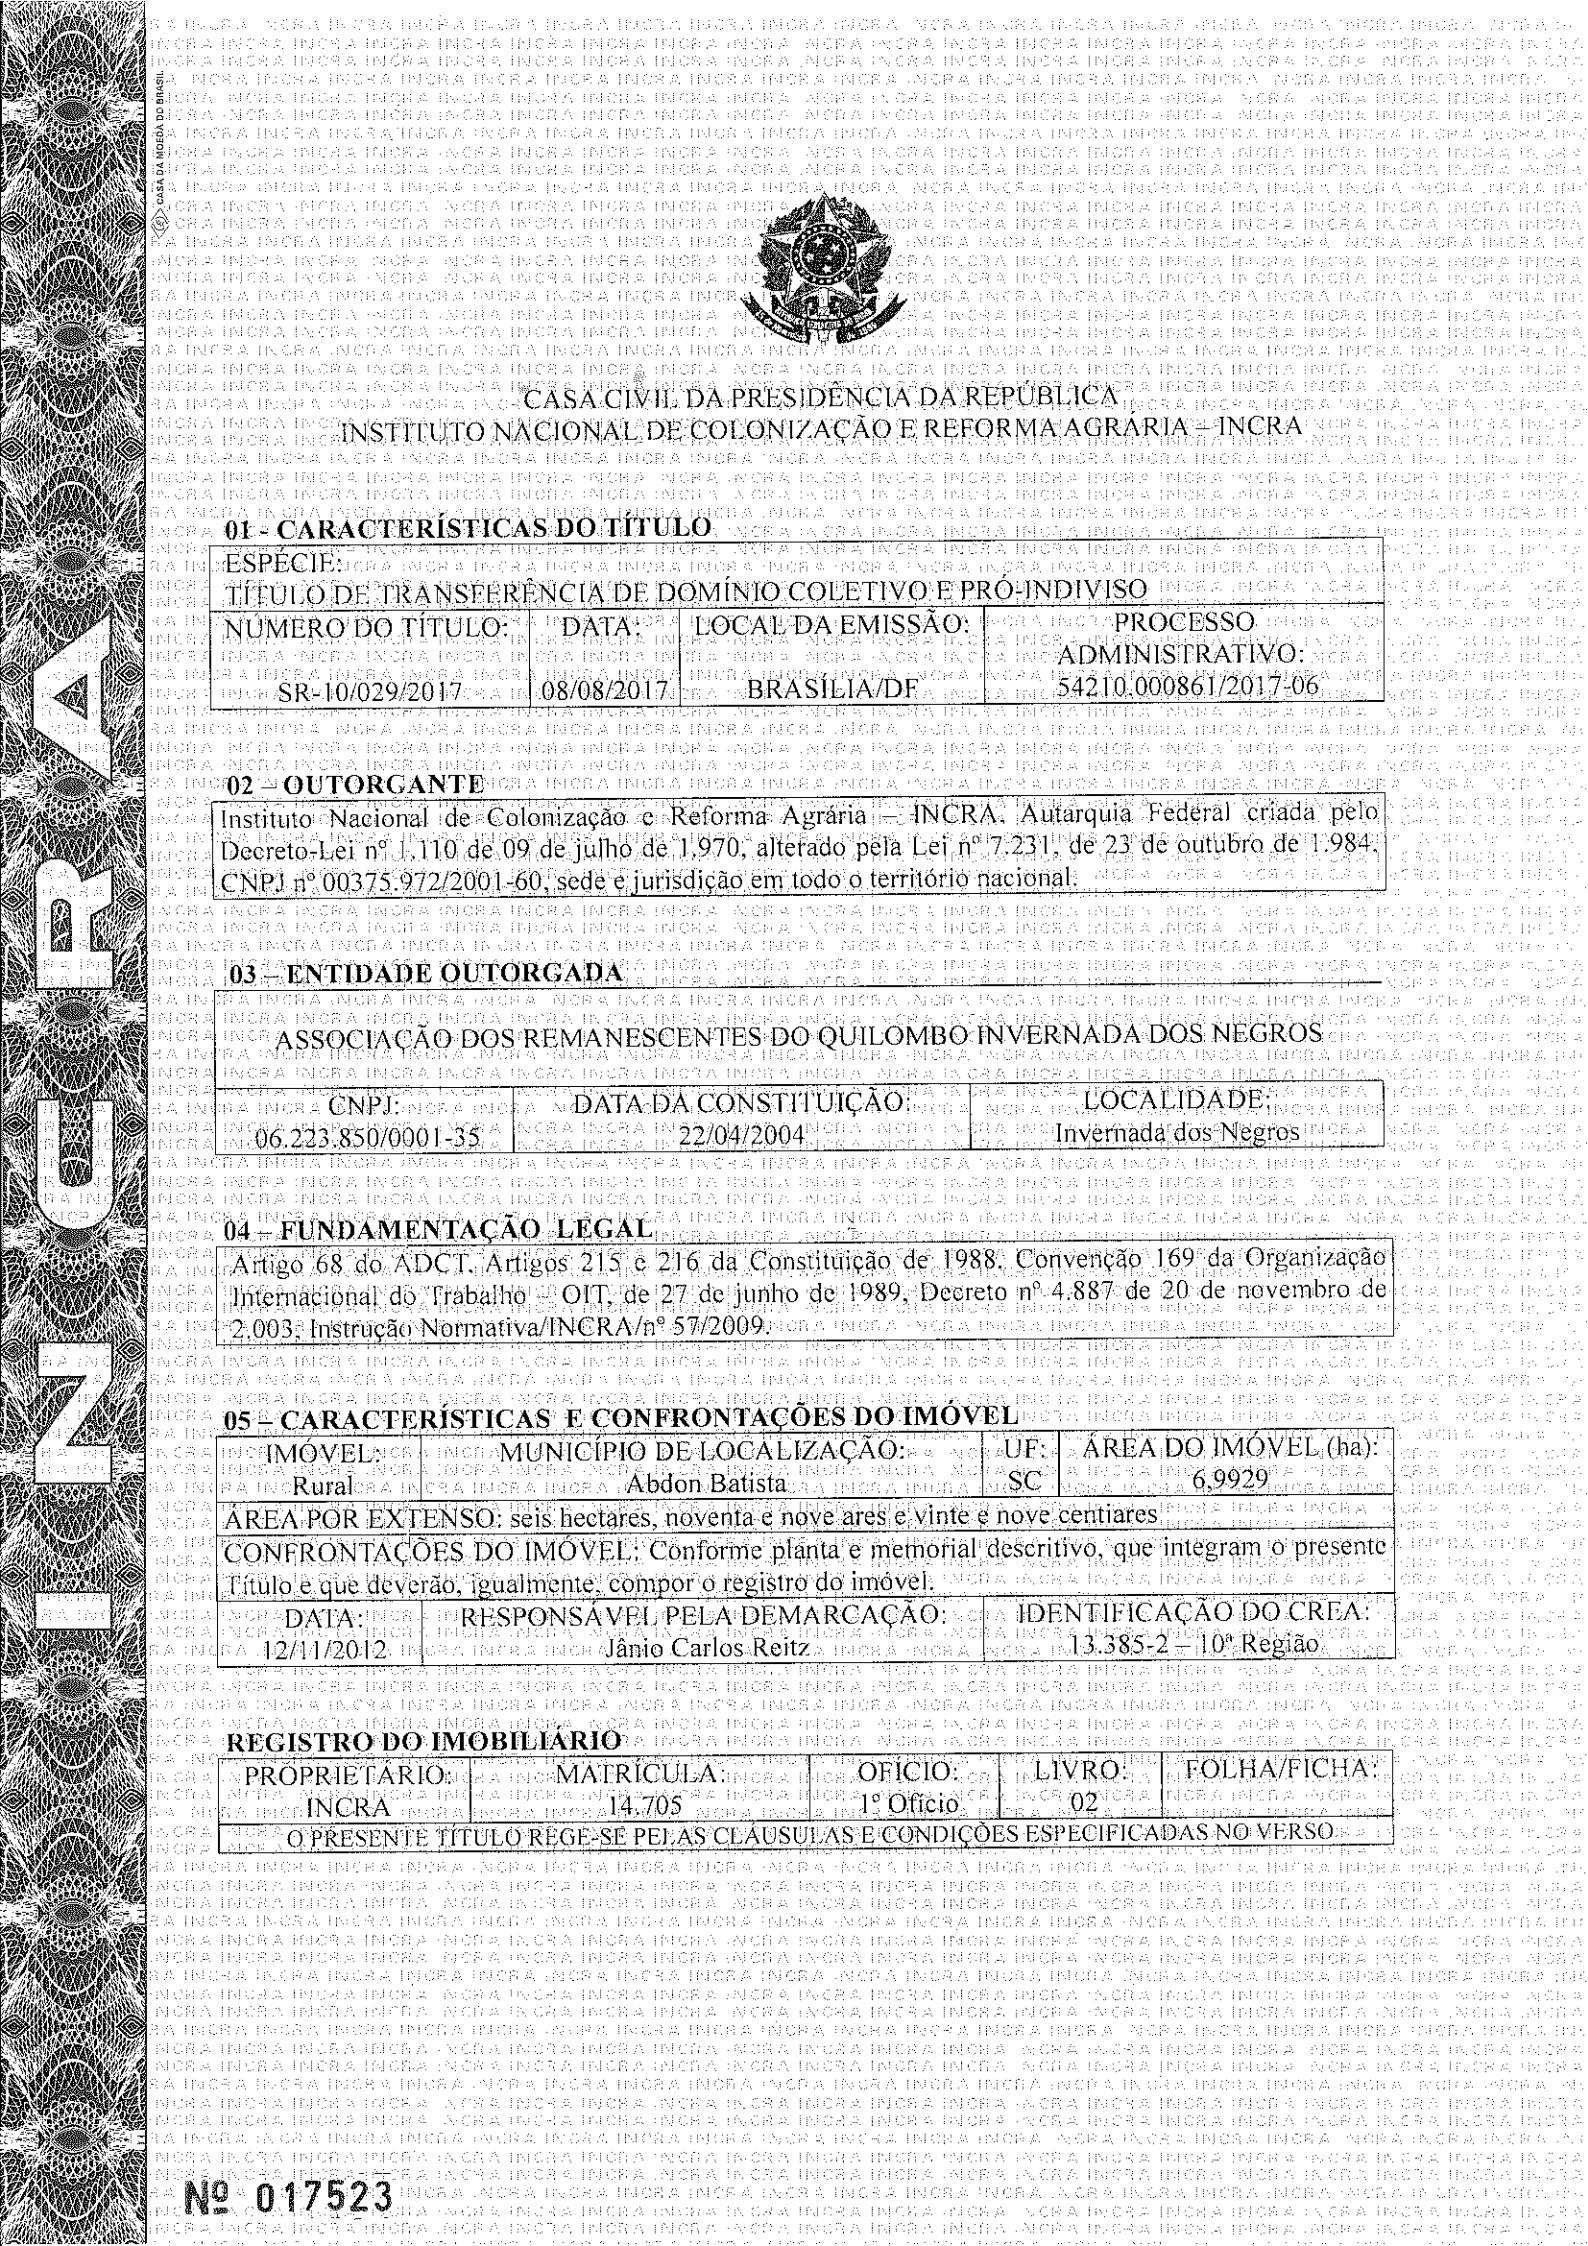 CASA DA MOEDA DO BRASIL
INCRA
CASA CIVIL DA PRESIDÊNCIA DA REPÚBLICA
INSTITUTO NACIONAL DE COLONIZAÇÃO E REFORMA AGRÁRIA – INCRA
01 - CARACTERÍSTICAS DO TÍTULO
ESPÉCIE:
TÍTULO DE TRANSFERÊNCIA DE DOMÍNIO COLETIVO E PRÓ-INDIVISO
NÚMERO DO TÍTULO: DATA: LOCAL DA EMISSÃO: PROCESSO
ADMINISTRATIVO:
SR-10/029/2017 08/08/2017 BRASÍLIA/DF 54210.000861/2017-06
02 – OUTORGANTE
Instituto Nacional de Colonização e Reforma Agrária – INCRA. Autarquia Federal criada pelo
Decreto-Lei nº 1.110 de 09 de julho de 1.970, alterado pela Lei nº 7.231, de 23 de outubro de 1.984.
CNPJ nº 00375.972/2001-60, sede e jurisdição em todo o território nacional.
03 – ENTIDADE OUTORGADA
ASSOCIAÇÃO DOS REMANESCENTES DO QUILOMBO INVERNADA DOS NEGROS
CNPJ: DATA DA CONSTITUIÇÃO: LOCALIDADE:
06.223.850/0001-35 22/04/2004 Invernada dos Negros
04 – FUNDAMENTAÇÃO LEGAL
Artigo 68 do ADCT. Artigos 215 e 216 da Constituição de 1988. Convenção 169 da Organização
Internacional do Trabalho – OIT, de 27 de junho de 1989, Decreto nº 4.887 de 20 de novembro de
2.003, Instrução Normativa/INCRA/nº 57/2009.
05 – CARACTERÍSTICAS E CONFRONTAÇÕES DO IMÓVEL
IMÓVEL: MUNICÍPIO DE LOCALIZAÇÃO: UF: ÁREA DO IMÓVEL (ha):
Rural Abdon Batista SC 6,9929
ÁREA POR EXTENSO: seis hectares, noventa e nove ares e vinte e nove centiares
CONFRONTAÇÕES DO IMÓVEL: Conforme planta e memorial descritivo, que integram o presente
Título e que deverão, igualmente, compor o registro do imóvel.
DATA: RESPONSÁVEL PELA DEMARCAÇÃO: IDENTIFICAÇÃO DO CREA:
12/11/2012 Jânio Carlos Reitz 13.385-2 – 10ª Região
REGISTRO DO IMOBILIÁRIO
PROPRIETÁRIO: MATRÍCULA: OFÍCIO: LIVRO: FOLHA/FICHA:
INCRA 14.705 1º Ofício 02
O PRESENTE TÍTULO REGE-SE PELAS CLÁUSULAS E CONDIÇÕES ESPECIFICADAS NO VERSO
Nº 017523